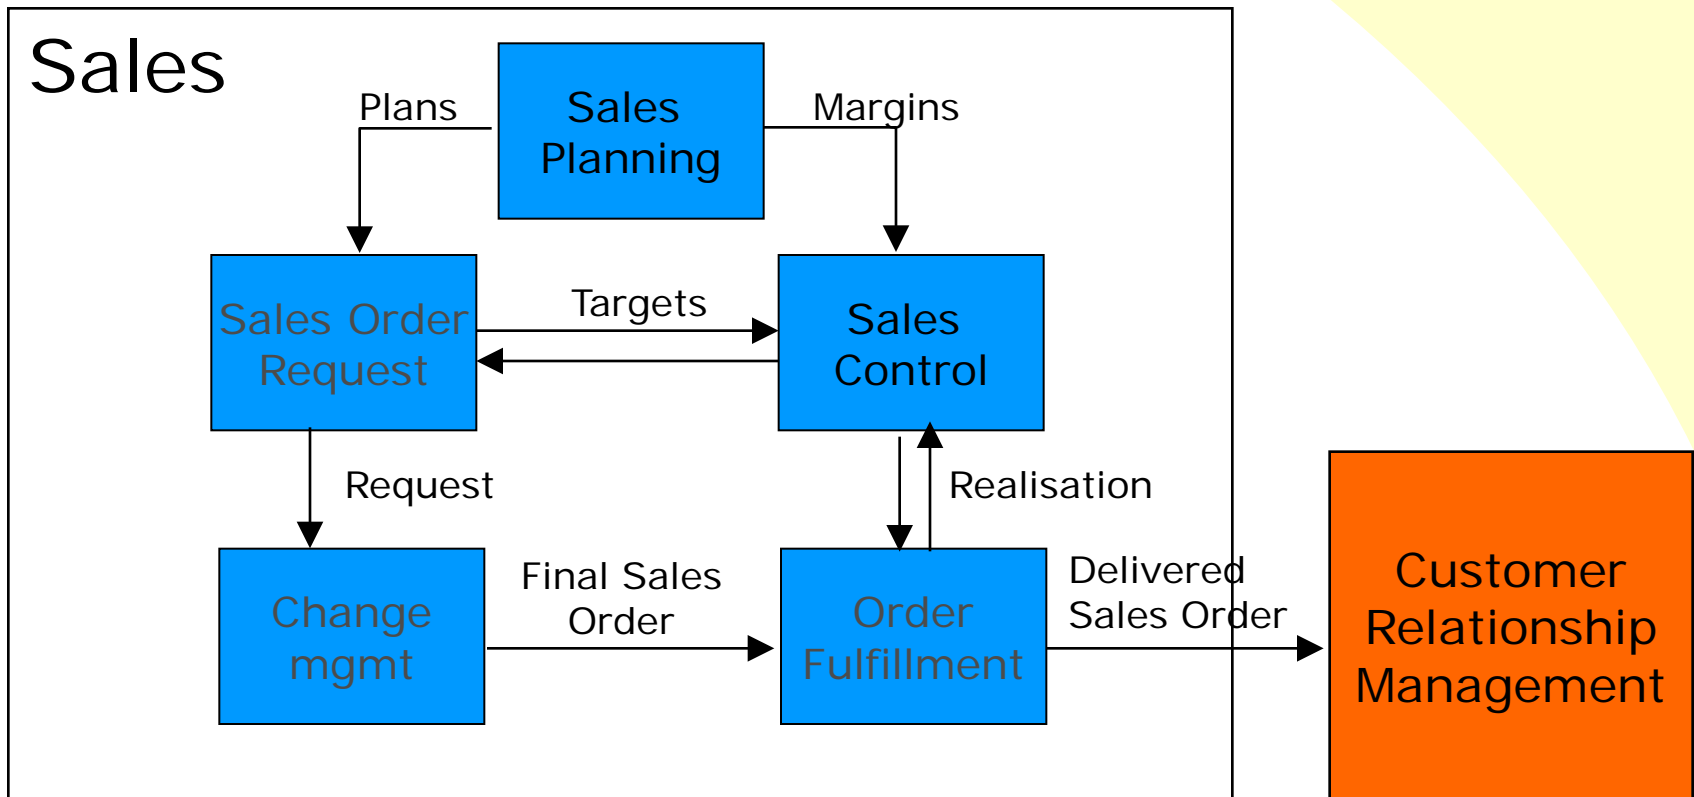 Sales
Plans
Sales
Planning
Margins
Sales Order
Request
Targets
Sales
Control
Request
Realisation
Change
mgmt
Final Sales
Order
Order
Fulfillment
Delivered
Sales Order
Customer
Relationship
Management